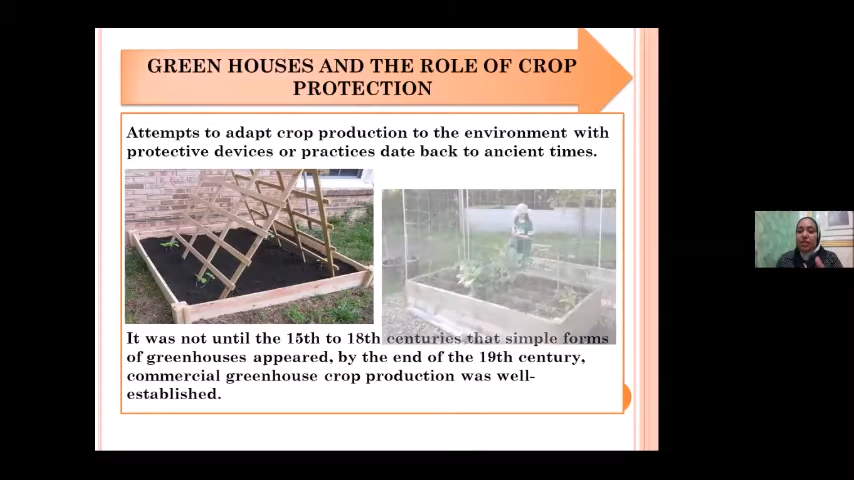 GREEN HOUSES AND THE ROLE OF CROP
PROTECTION
Attempts to adapt crop production to the environment with
protective devices or practices date back to ancient times.
It was not until the 15th to 18th centuries that simple forms
of greenhouses appeared, by the end of the 19th century,
commercial greenhouse crop production was well-
established.